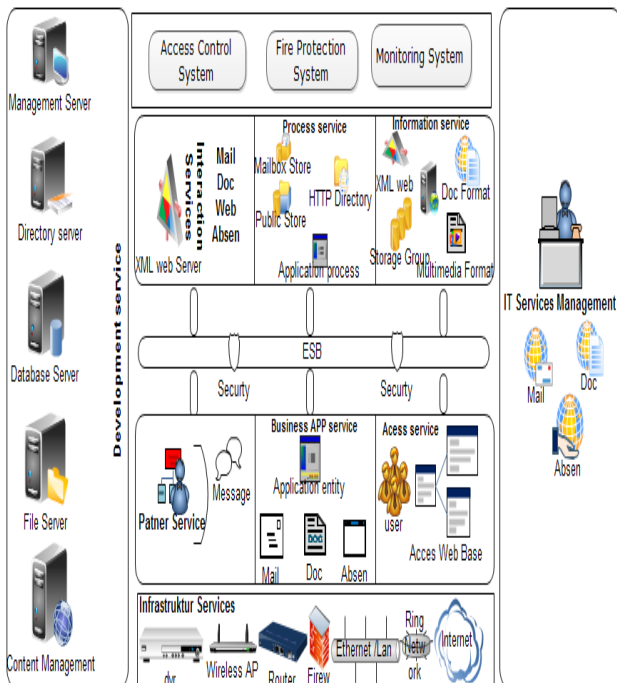 Management Server
Directory server
Database Server
File Server
Content Management
Development service
Access Control
System
Fire Protection
System
Monitoring System
Interaction
Services
Mail
Doc
Web
Absen
XML web Server
Process service
Mailbox Store
HTTP Directory
Public Store
Application process
Information service
XML web
Doc Format
Storage Group
Multimedia Format
ESB
Securty
Securty
Patner Service
Message
Business APP service
Application entity
Mail
Doc
Absen
Acess service
user
Acces Web Base
Infrastruktur Services
dvr
Wireless AP
Router
Firew
Ethernet /Lan
Ring
Netw
ork
Internet
IT Services Management
Mail
Doc
Absen